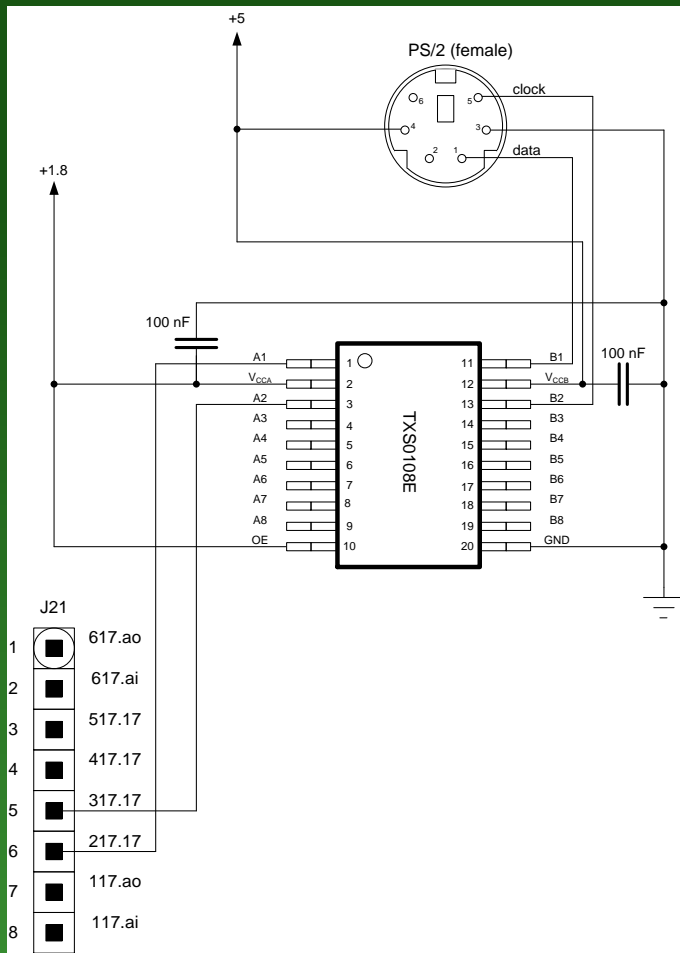 +5
PS/2 (female)
6
5
clock
4
3
2
1
data
+1.8
100 nF
100 nF
A1
1
11
B1
VCCA
2
12
VCCB
A2
3
13
B2
A3
4
14
B3
A4
5
15
B4
A5
6
16
B5
A6
7
17
B6
A7
8
18
B7
A8
9
19
B8
OE
10
20
GND
TXS0108E
J21
1
617.ao
2
617.ai
3
517.17
4
417.17
5
317.17
6
217.17
7
117.ao
8
117.ai